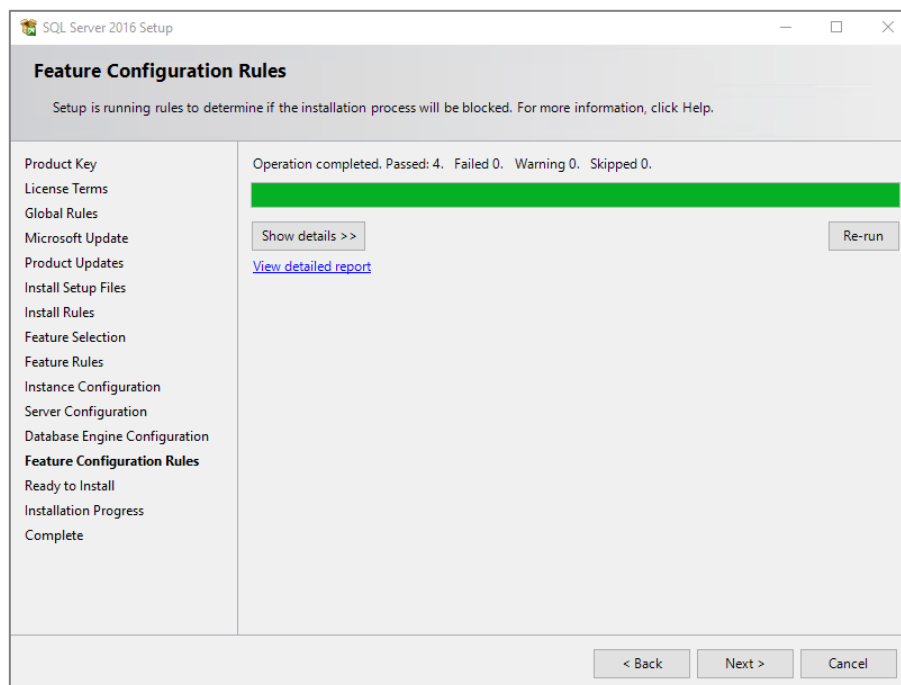 SQL Server 2016 Setup
Feature Configuration Rules
Setup is running rules to determine if the installation process will be blocked. For more information, click Help.
Product Key
License Terms
Global Rules
Microsoft Update
Product Updates
Install Setup Files
Install Rules
Feature Selection
Feature Rules
Instance Configuration
Server Configuration
Database Engine Configuration
Feature Configuration Rules
Ready to Install
Installation Progress
Complete
Operation completed. Passed: 4.   Failed 0.   Warning 0.   Skipped 0.
Show details >>
Re-run
View detailed report
< Back
Next >
Cancel